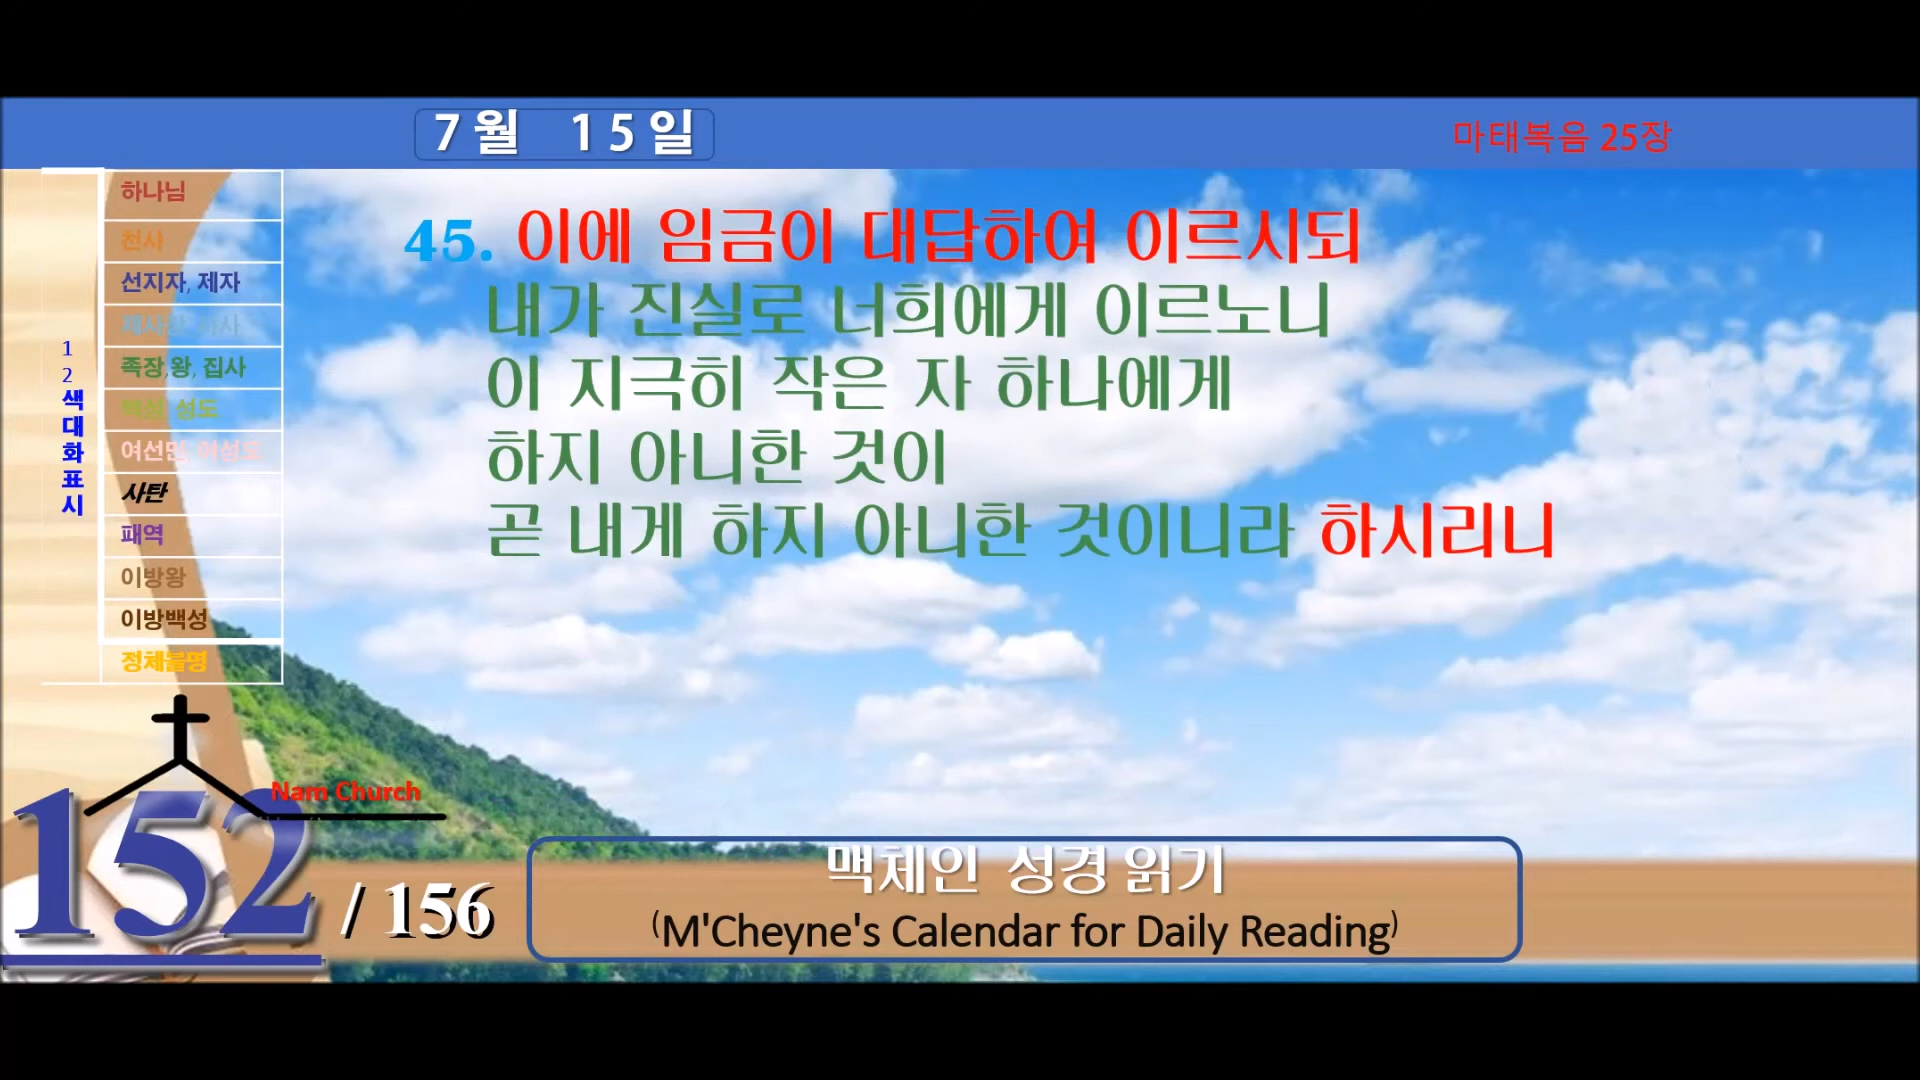 7월 15일
마태복음 25장
하나님
천사
선지자, 제자
족장,왕, 집사
백성, 성도
사탄
패역
이방왕
이방백성
정체불명
12색대화표시
45. 이에 임금이 대답하여 이르시되
내가 진실로 너희에게 이르노니
이 지극히 작은 자 하나에게
하지 아니한 것이
곧 내게 하지 아니한 것이니라 하시리니
Nam Church
152 / 156
맥체인 성경 읽기
(M'Cheyne's Calendar for Daily Reading)